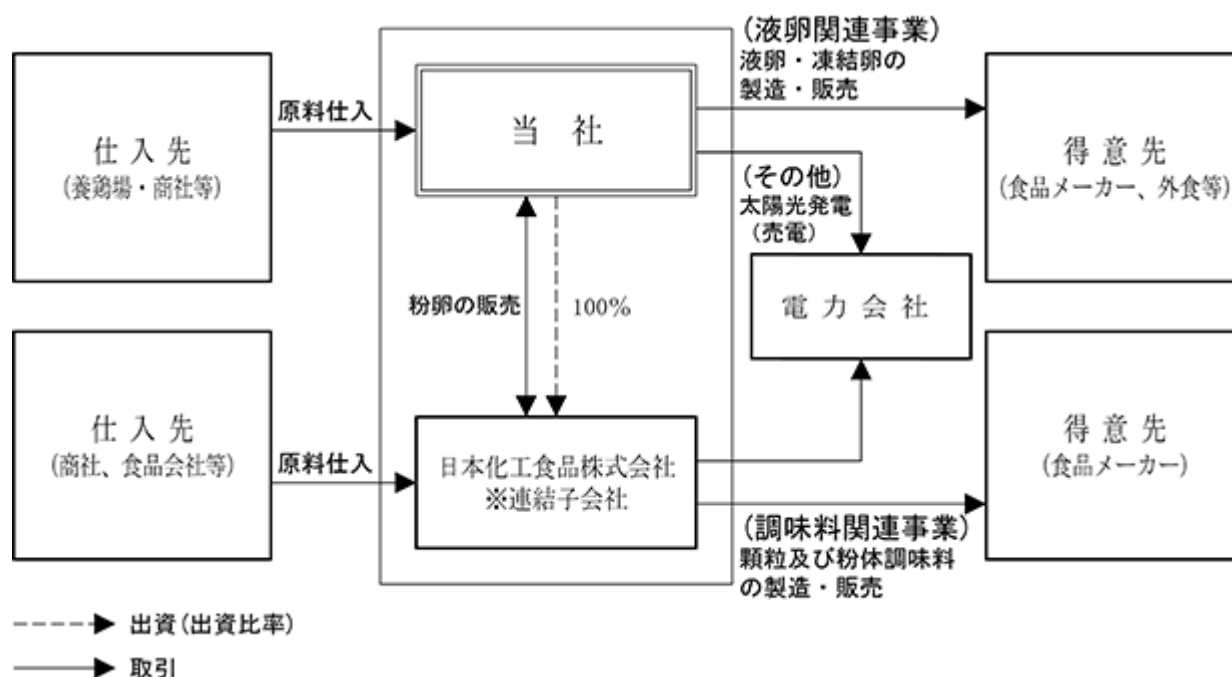 仕入先
(養鶏場・商社等)
原料仕入
当社
(液卵関連事業)
液卵・凍結卵の
製造・販売
得意先
(食品メーカー、外食等)
(その他)
太陽光発電
(売電)
電力会社
粉卵の販売
100%
仕入先
(商社、食品会社等)
原料仕入
日本化工食品株式会社
※連結子会社
得意先
(食品メーカー)
(調味料関連事業)
顆粒及び粉体調味料
の製造・販売
出資(出資比率)
取引